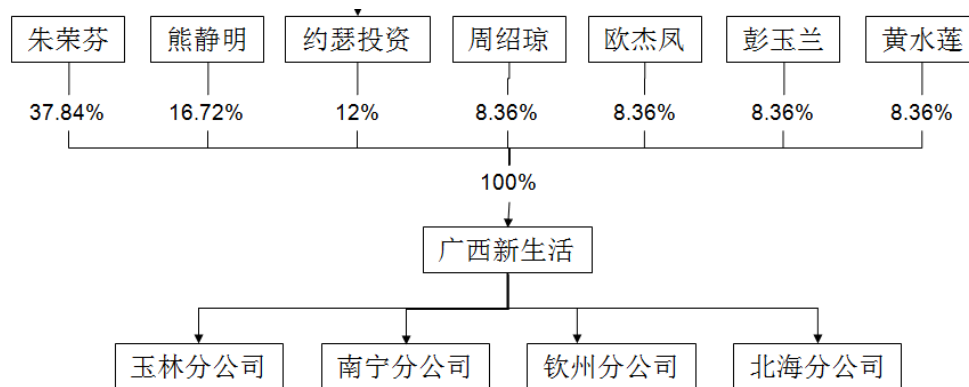 朱荣芬 熊静明 约瑟投资 周绍琼 欧杰凤 彭玉兰 黄水莲
37.84% 16.72% 12% 8.36% 8.36% 8.36% 8.36%
100%
广西新生活
玉林分公司 南宁分公司 钦州分公司 北海分公司